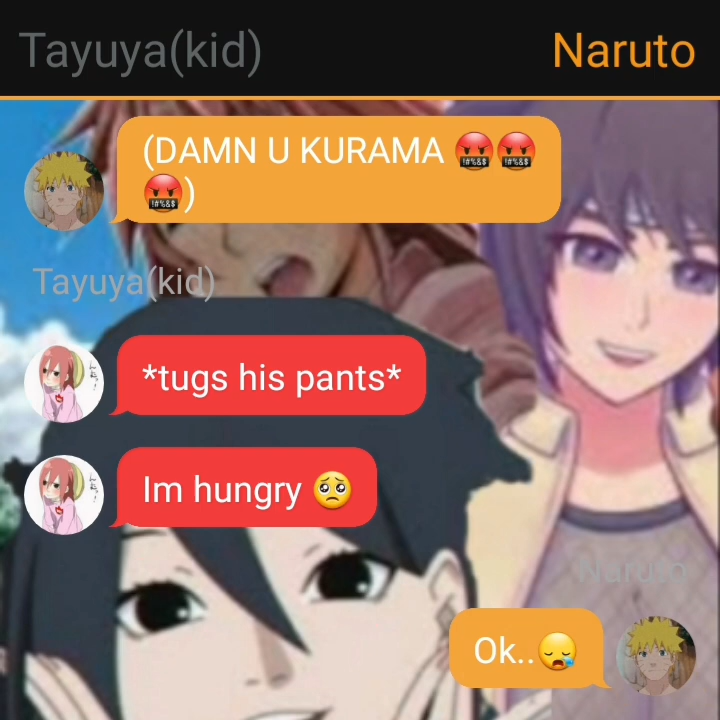 Tayuya(kid) Naruto
(DAMN U KURAMA 🤬🤬
🤬)
Tayuya(kid)
*tugs his pants*
Im hungry 🥺
Naruto
Ok..😪